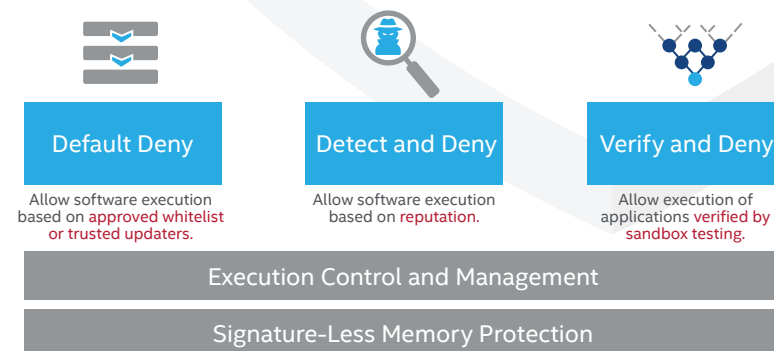 Default Deny
Allow software execution
based on approved whitelist
or trusted updaters.
Detect and Deny
Allow software execution
based on reputation.
Verify and Deny
Allow execution of
applications verified by
sandbox testing.
Execution Control and Management
Signature-Less Memory Protection